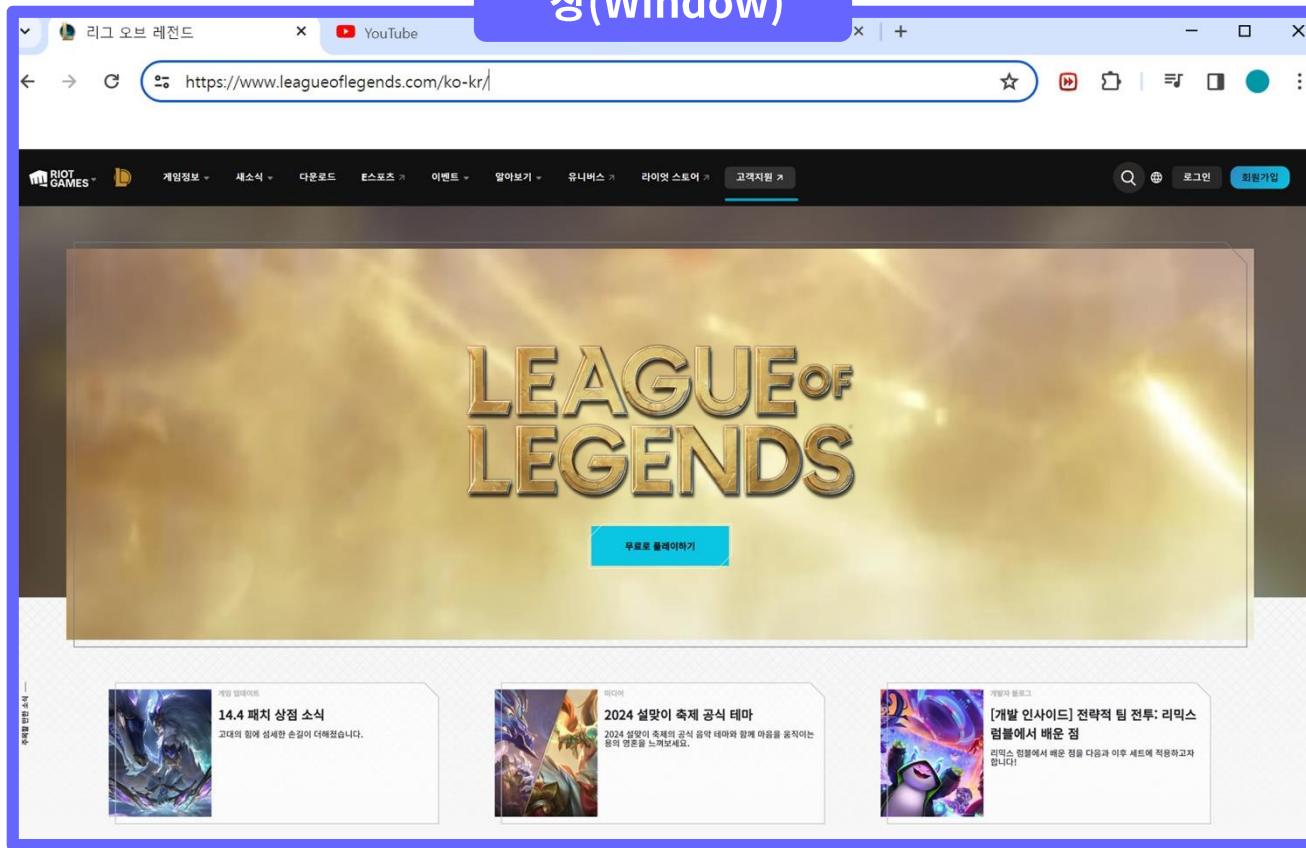 창(Window)
리그 오브 레전드
YouTube
https://www.leagueoflegends.com/ko-kr/
RIOT GAMES
게임정보
새소식
다운로드
E스포츠
이벤트
알아보기
유니버스
라이엇 스토어
고객지원
로그인
회원가입
LEAGUE OF
LEGENDS
무료로 플레이하기
주목할 만한 소식
게임 업데이트
14.4 패치 상점 소식
고대의 힘에 섬세한 손길이 더해졌습니다.
미디어
2024 설맞이 축제 공식 테마
2024 설맞이 축제의 공식 음악 테마와 함께 마음을 움직이는
용의 영혼을 느껴보세요.
개발자 블로그
[개발 인사이드] 전략적 팀 전투: 리믹스
럼블에서 배운 점
리믹스 럼블에서 배운 점을 다음과 이후 세트에 적용하고자
합니다!